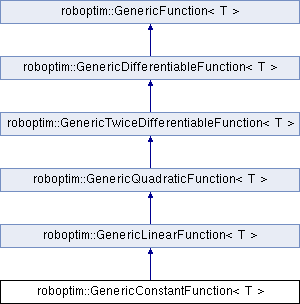 roboptim::GenericFunction< T >
roboptim::GenericDifferentiableFunction< T >
roboptim::GenericTwiceDifferentiableFunction< T >
roboptim::GenericQuadraticFunction< T >
roboptim::GenericLinearFunction< T >
roboptim::GenericConstantFunction< T >